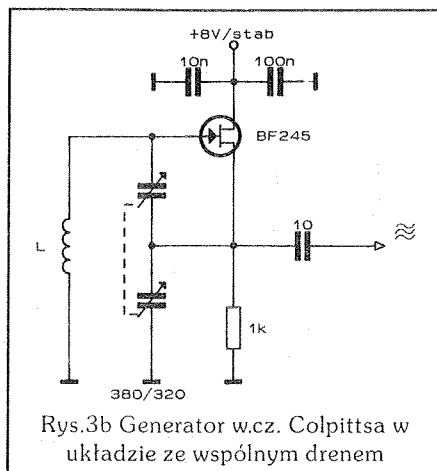 +8V/stab
10n
100n
BF245
L
10
1k
380/320
Rys.3b Generator w.cz. Colpittsa w
układzie ze wspólnym drenem